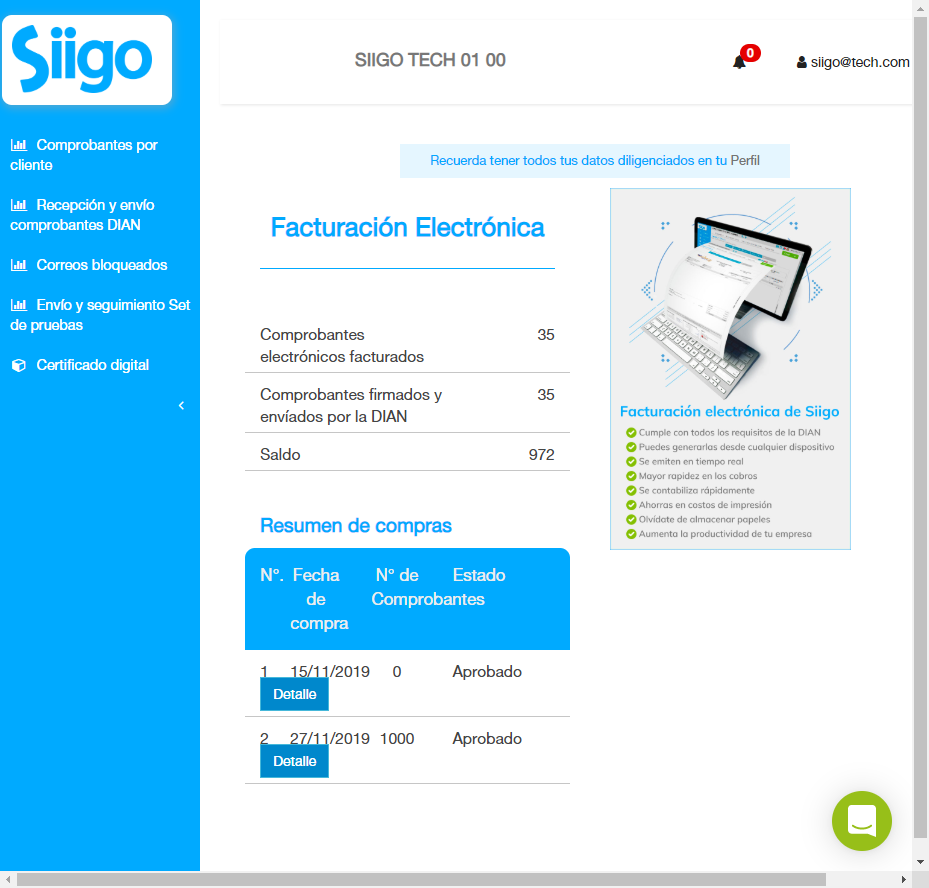 Siigo
SIIGO TECH 01 00
0
siigo@tech.com
Comprobantes por
cliente
Recepción y envío
comprobantes DIAN
Correos bloqueados
Envío y seguimiento Set
de pruebas
Certificado digital
Recuerda tener todos tus datos diligenciados en tu Perfil
Facturación Electrónica
Comprobantes 35
electrónicos facturados
Comprobantes firmados y 35
envíados por la DIAN
Saldo 972
Resumen de compras
N°. Fecha N° de Estado
de Comprobantes
compra
1 15/11/2019 0 Aprobado
Detalle
2 27/11/2019 1000 Aprobado
Detalle
Facturación electrónica de Siigo
Cumple con todos los requisitos de la DIAN
Puedes generarlas desde cualquier dispositivo
Se emiten en tiempo real
Mayor rapidez en los cobros
Se contabiliza rápidamente
Ahorras en costos de impresión
Olvídate de almacenar papeles
Aumenta la productividad de tu empresa